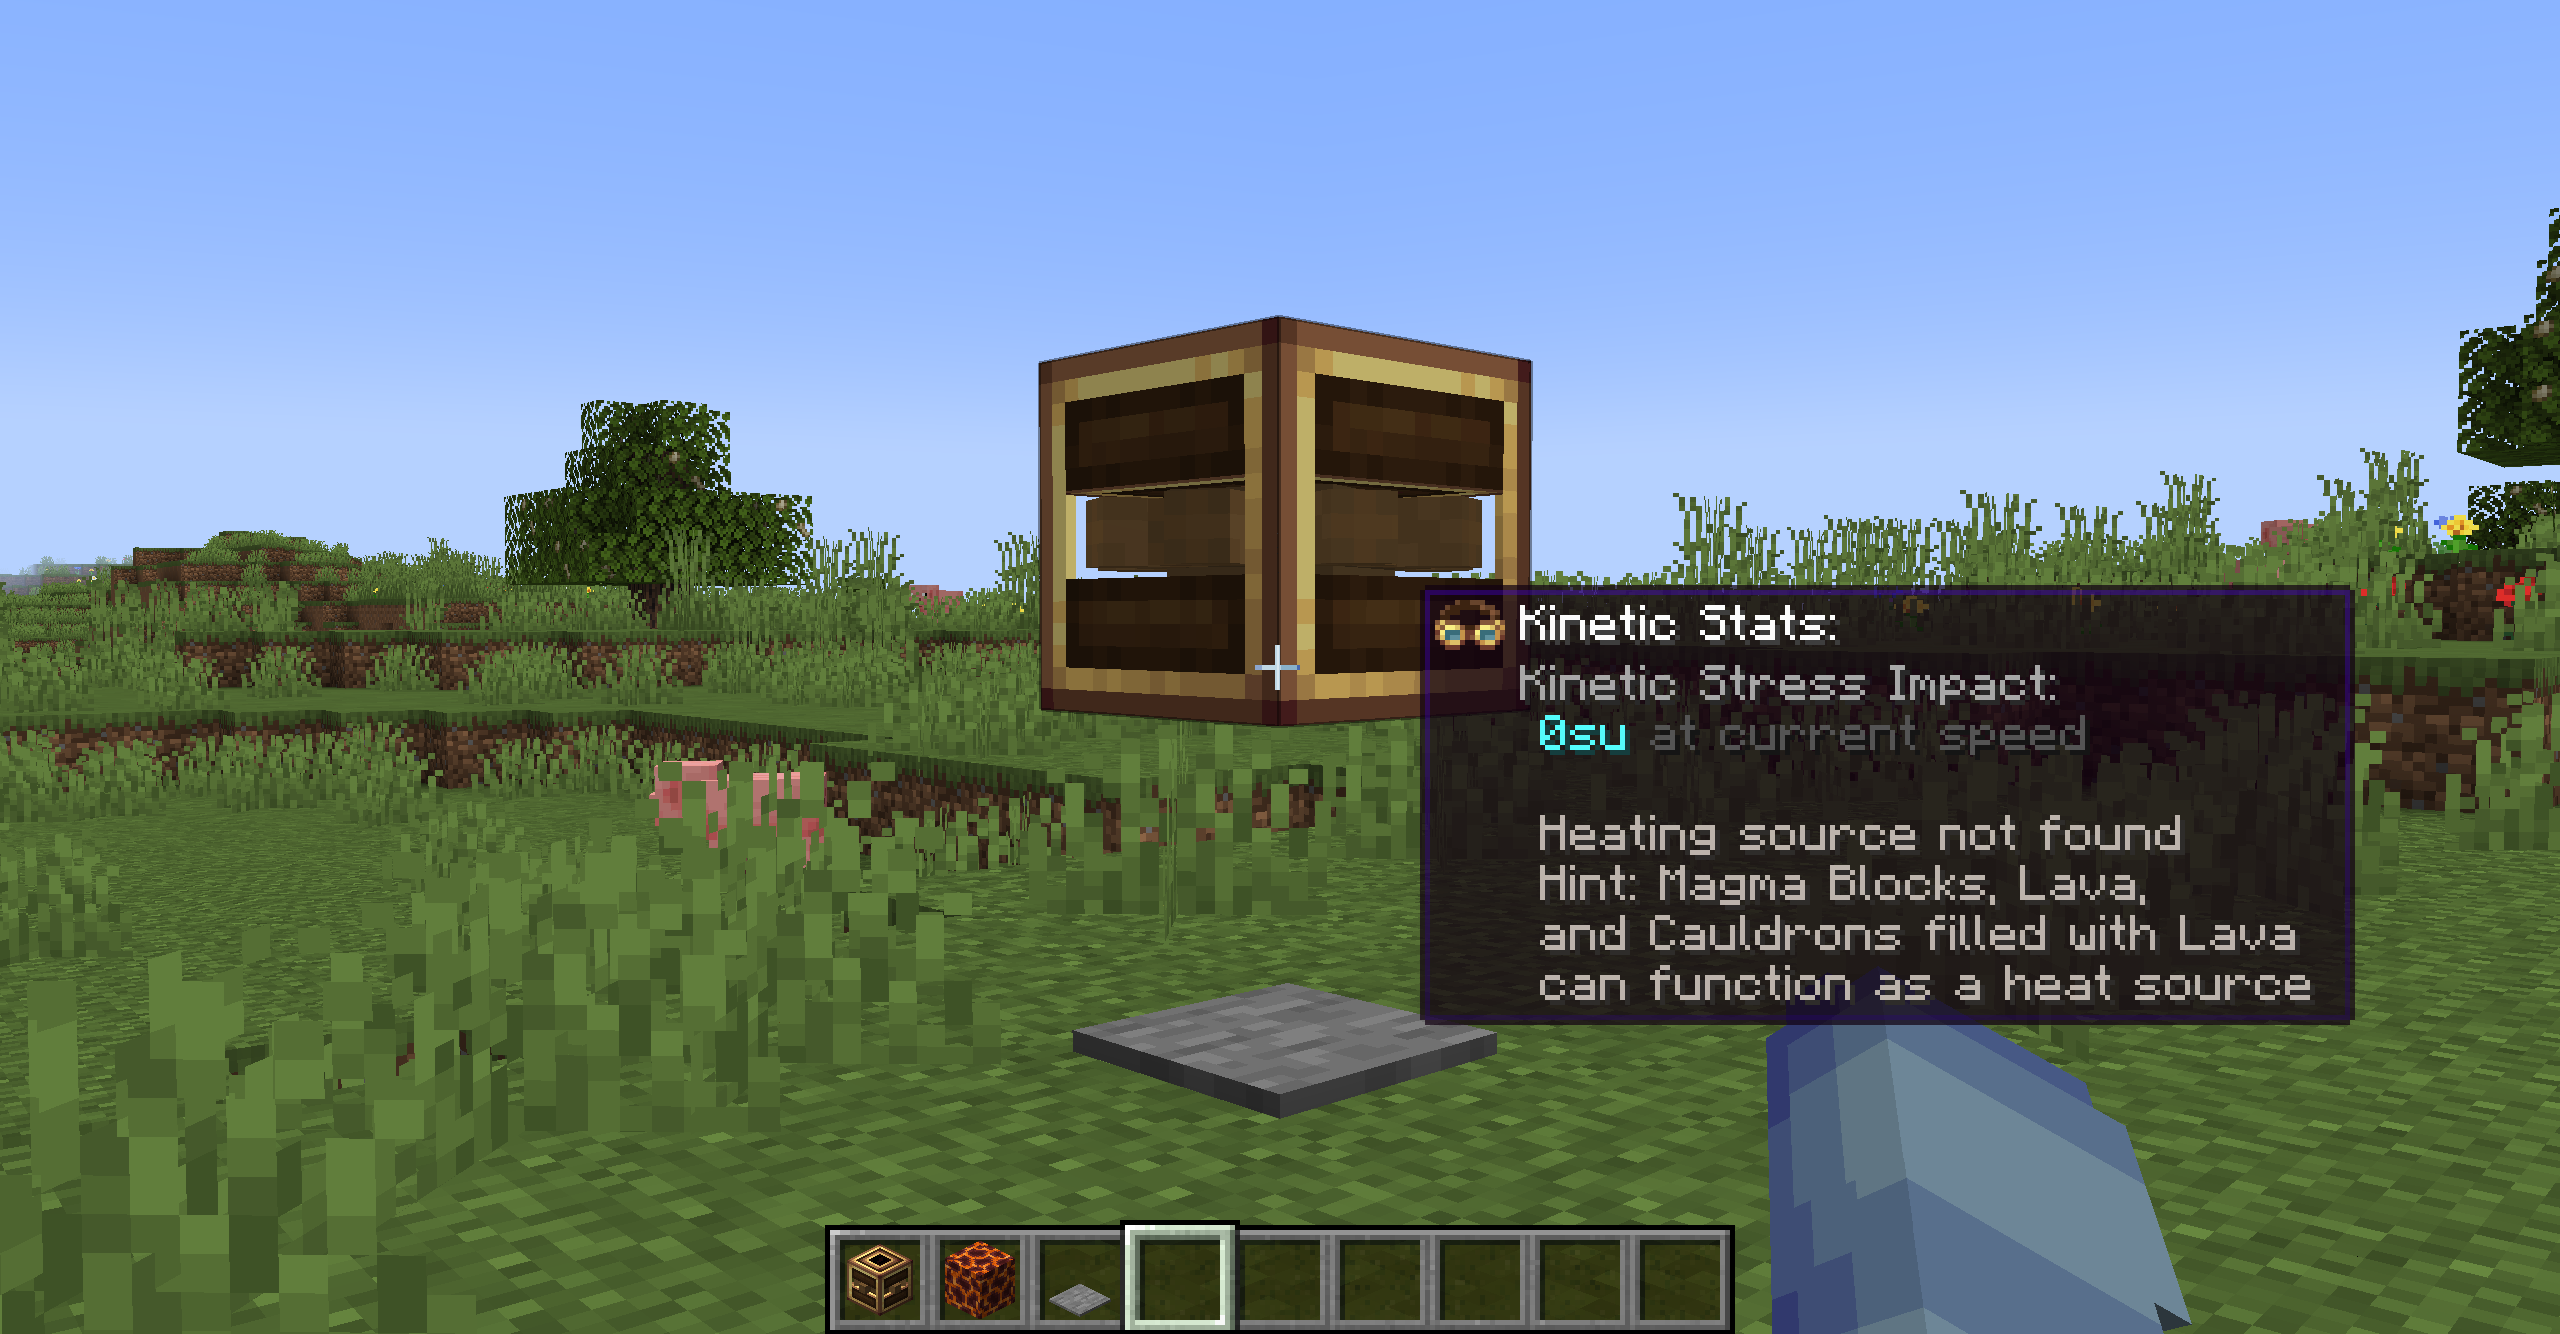 Kinetic Stats:
Kinetic Stress Impact:
0su at current speed
Heating source not found
Hint: Magma Blocks, Lava,
and Cauldrons filled with Lava
can function as a heat source